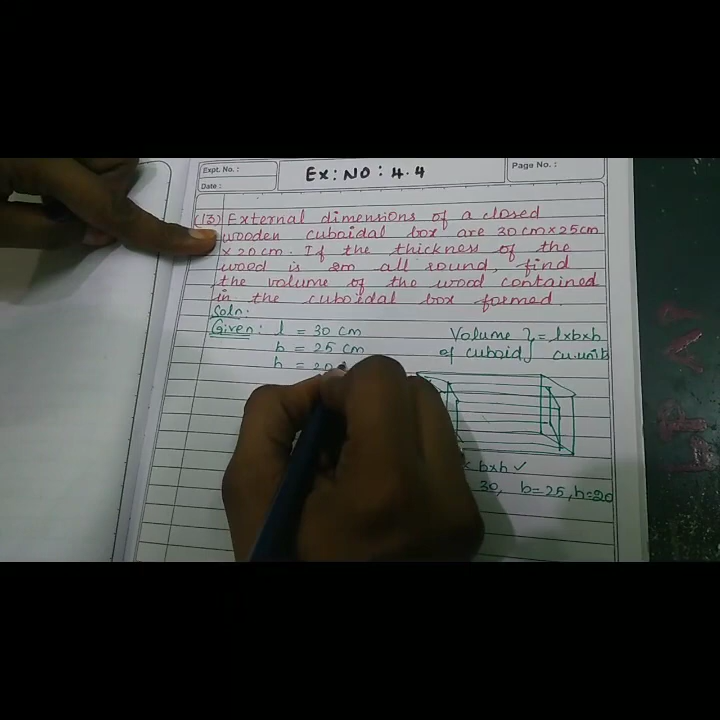 Expt. No. :
Date :
Ex: NO : 4.4
Page No. :
(13) External dimensions of a closed
wooden cuboidal box are 30 cm x 25cm
x 20 cm. If the thickness of the
wood is 2m all round, find
the volume of the wood contained
in the cuboidal box formed.
Soln:
Given: l = 30 cm
b = 25 cm
h = 20
Volume } = l x b x h
of cuboid } cu.units
x b x h ✓
30, b = 25, h = 20